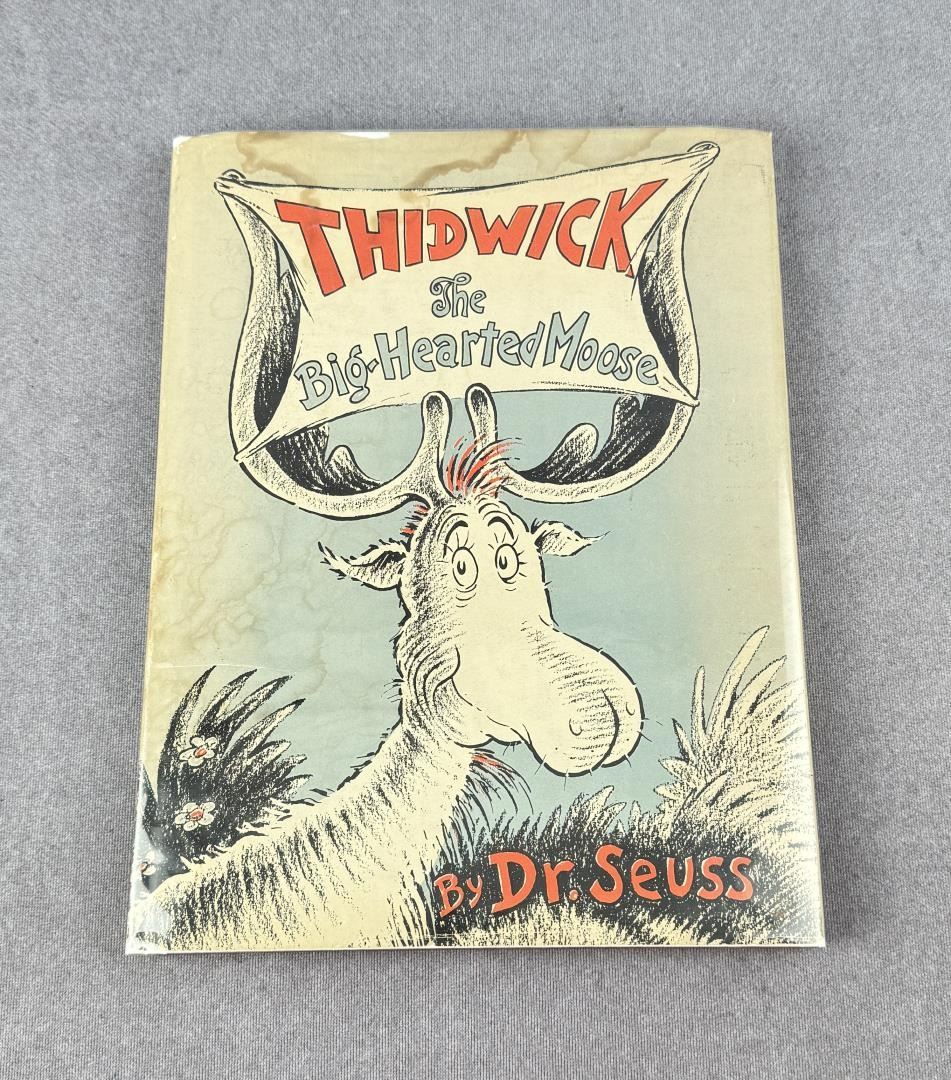 THIDWICK
The
Big-Hearted Moose
By Dr. Seuss